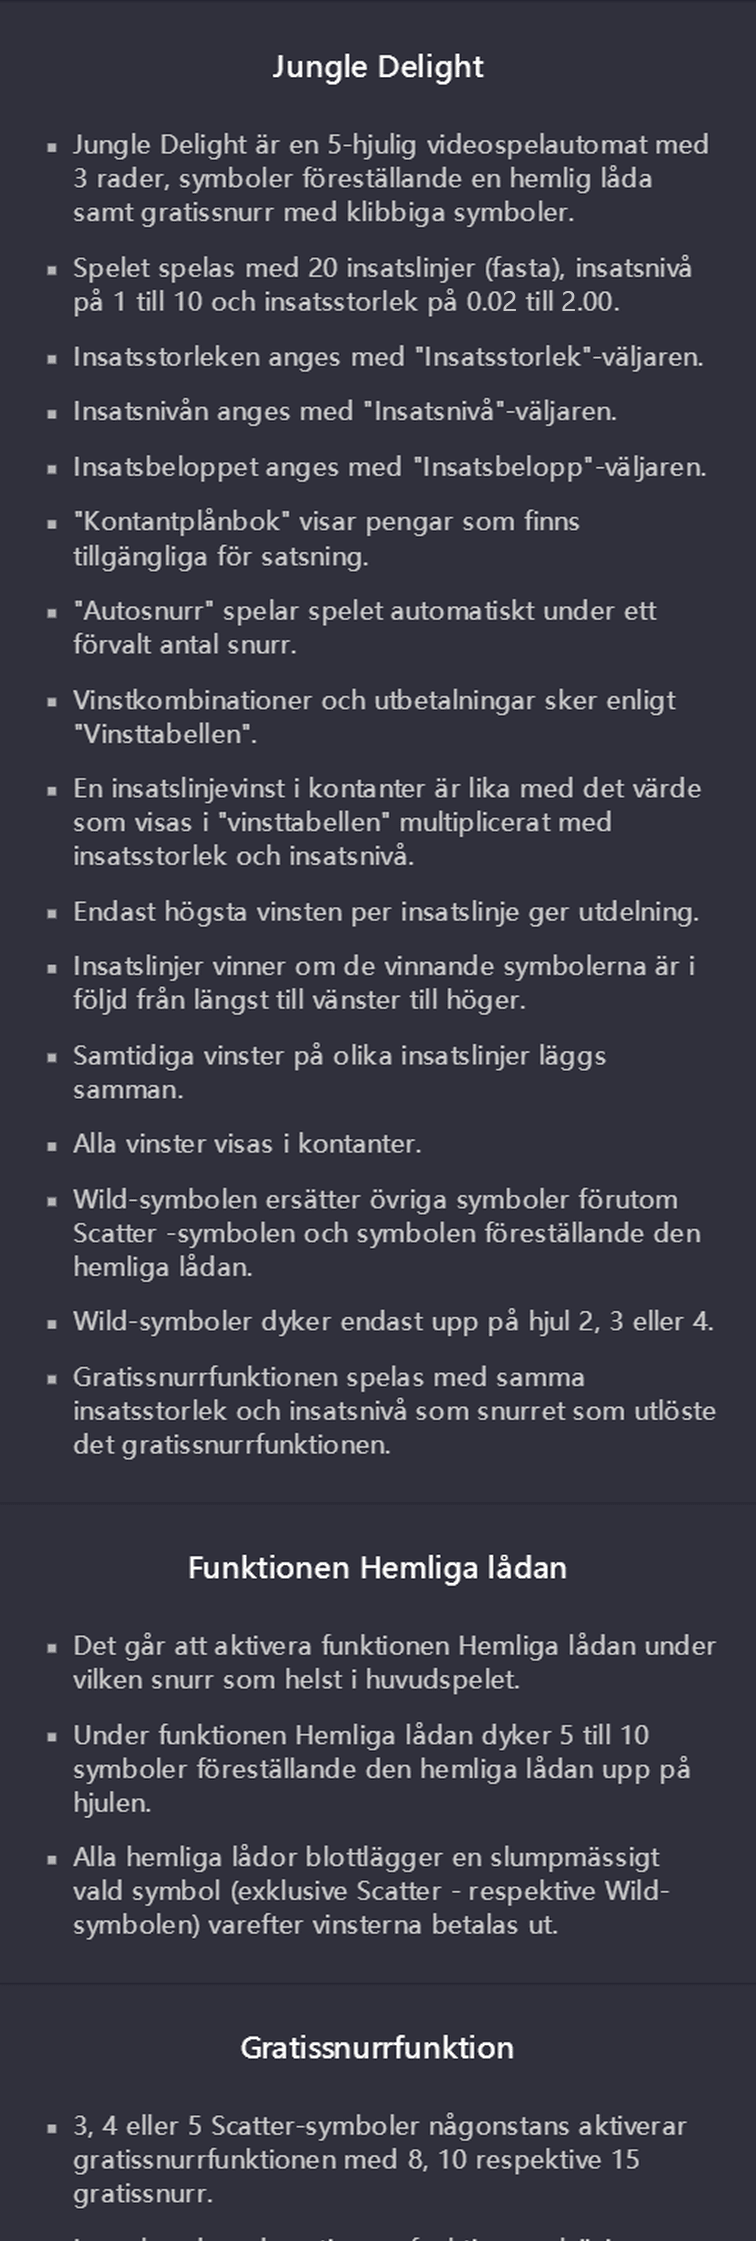 Jungle Delight
▪ Jungle Delight är en 5-hjulig videospelautomat med
3 rader, symboler föreställande en hemlig låda
samt gratissnurr med klibbiga symboler.
▪ Spelet spelas med 20 insatslinjer (fasta), insatsnivå
på 1 till 10 och insatsstorlek på 0.02 till 2.00.
▪ Insatsstorleken anges med "Insatsstorlek"-väljaren.
▪ Insatsnivån anges med "Insatsnivå"-väljaren.
▪ Insatsbeloppet anges med "Insatsbelopp"-väljaren.
▪ "Kontantplånbok" visar pengar som finns
tillgängliga för satsning.
▪ "Autosnurr" spelar spelet automatiskt under ett
förvalt antal snurr.
▪ Vinstkombinationer och utbetalningar sker enligt
"Vinsttabellen".
▪ En insatslinjevinst i kontanter är lika med det värde
som visas i "vinsttabellen" multiplicerat med
insatsstorlek och insatsnivå.
▪ Endast högsta vinsten per insatslinje ger utdelning.
▪ Insatslinjer vinner om de vinnande symbolerna är i
följd från längst till vänster till höger.
▪ Samtidiga vinster på olika insatslinjer läggs
samman.
▪ Alla vinster visas i kontanter.
▪ Wild-symbolen ersätter övriga symboler förutom
Scatter -symbolen och symbolen föreställande den
hemliga lådan.
▪ Wild-symboler dyker endast upp på hjul 2, 3 eller 4.
▪ Gratissnurrfunktionen spelas med samma
insatsstorlek och insatsnivå som snurret som utlöste
det gratissnurrfunktionen.
Funktionen Hemliga lådan
▪ Det går att aktivera funktionen Hemliga lådan under
vilken snurr som helst i huvudspelet.
▪ Under funktionen Hemliga lådan dyker 5 till 10
symboler föreställande den hemliga lådan upp på
hjulen.
▪ Alla hemliga lådor blottlägger en slumpmässigt
vald symbol (exklusive Scatter - respektive Wild-
symbolen) varefter vinsterna betalas ut.
Gratissnurrfunktion
▪ 3, 4 eller 5 Scatter-symboler någonstans aktiverar
gratissnurrfunktionen med 8, 10 respektive 15
gratissnurr.